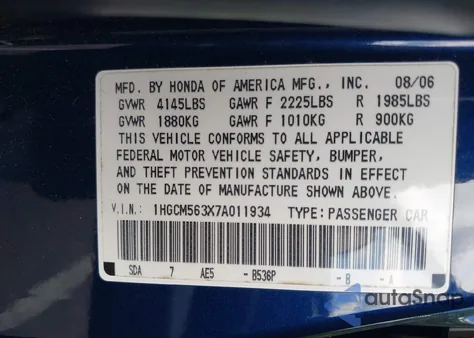 MFD. BY HONDA OF AMERICA MFG., INC. 08/06
GVWR 4145LBS GAWR F 2225LBS R 1985LBS
GVWR 1880KG GAWR F 1010KG R 900KG
THIS VEHICLE CONFORMS TO ALL APPLICABLE
FEDERAL MOTOR VEHICLE SAFETY, BUMPER,
AND THEFT PREVENTION STANDARDS IN EFFECT
ON THE DATE OF MANUFACTURE SHOWN ABOVE.
V.I.N.: 1HGCM563X7A011934 TYPE: PASSENGER CAR
SDA 7 AE5 -B536P -B -A
autoSnap